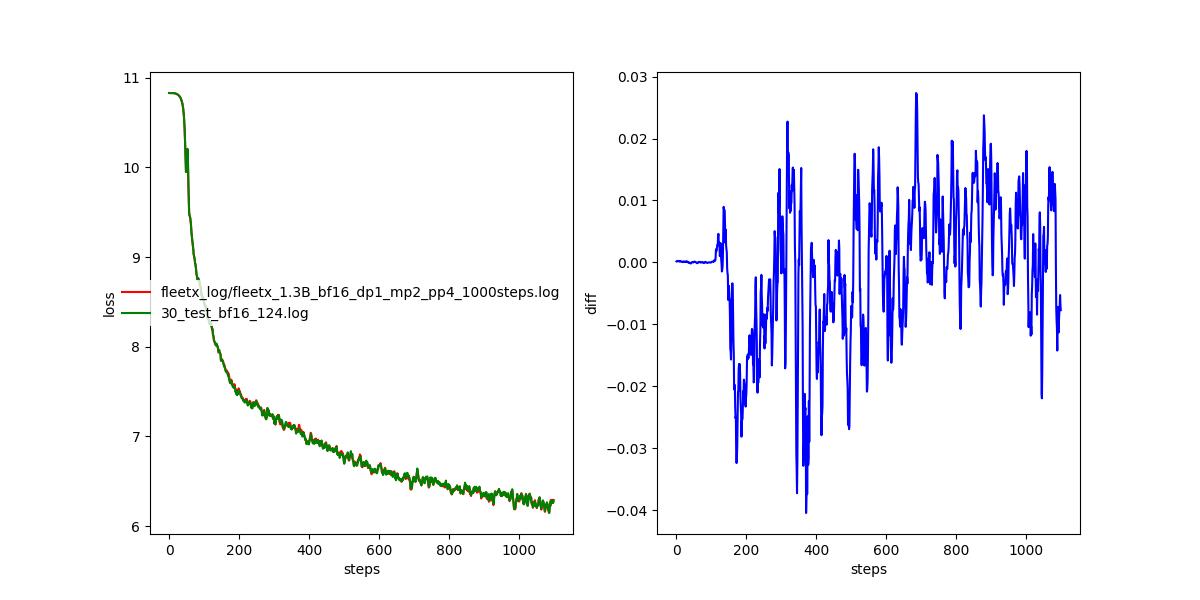 11
10
9
8
7
6
loss
fleetx_log/fleetx_1.3B_bf16_dp1_mp2_pp4_1000steps.log
30_test_bf16_124.log
0 200 400 600 800 1000
steps
0.03
0.02
0.01
0.00
−0.01
−0.02
−0.03
−0.04
diff
0 200 400 600 800 1000
steps